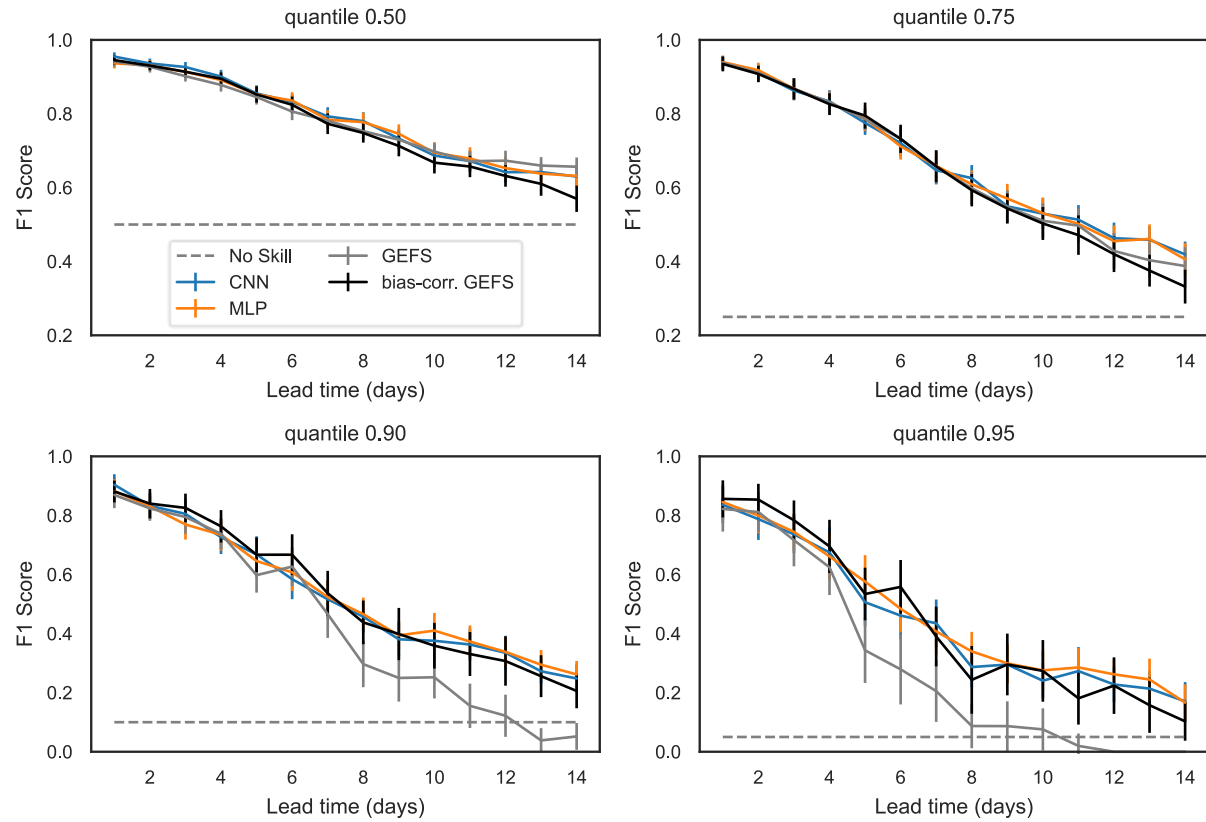 quantile 0.50
1.0
0.8
0.6
0.4
0.2
F1 Score
No Skill
CNN
MLP
GEFS
bias-corr. GEFS
2 4 6 8 10 12 14
Lead time (days)
quantile 0.75
1.0
0.8
0.6
0.4
0.2
F1 Score
2 4 6 8 10 12 14
Lead time (days)
quantile 0.90
1.0
0.8
0.6
0.4
0.2
0.0
F1 Score
2 4 6 8 10 12 14
Lead time (days)
quantile 0.95
1.0
0.8
0.6
0.4
0.2
0.0
F1 Score
2 4 6 8 10 12 14
Lead time (days)